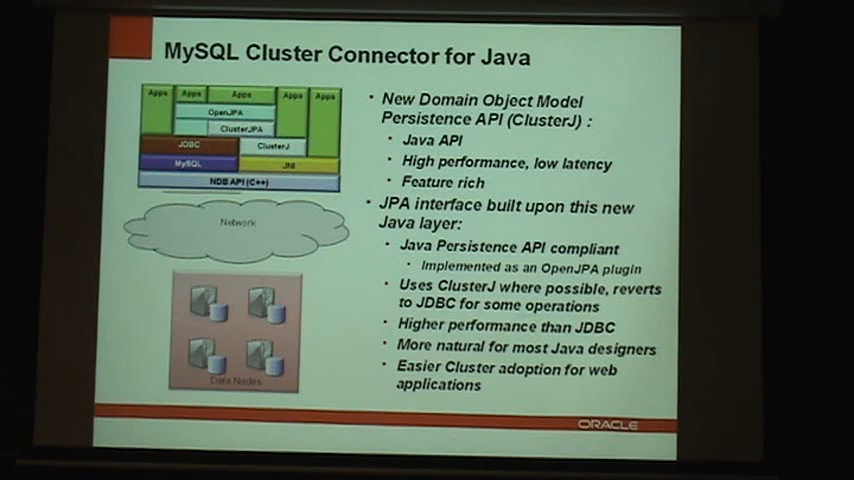 MySQL Cluster Connector for Java
Apps Apps Apps Apps Apps
OpenJPA
ClusterJPA
JDBC ClusterJ
MySQL JNI
NDB API (C++)
Network
Data Nodes
· New Domain Object Model
Persistence API (ClusterJ) :
· Java API
· High performance, low latency
· Feature rich
· JPA interface built upon this new
Java layer:
· Java Persistence API compliant
· Implemented as an OpenJPA plugin
· Uses ClusterJ where possible, reverts
to JDBC for some operations
· Higher performance than JDBC
· More natural for most Java designers
· Easier Cluster adoption for web
applications
ORACLE